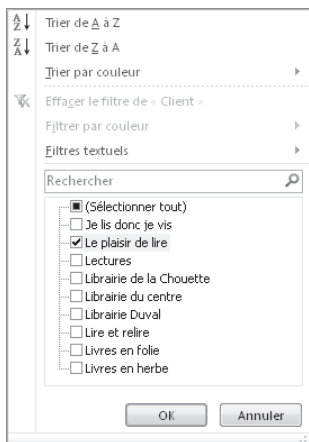 Trier de A à Z
Trier de Z à A
Trier par couleur
Effacer le filtre de « Client »
Filtrer par couleur
Filtres textuels
Rechercher
(Sélectionner tout)
Je lis donc je vis
Le plaisir de lire
Lectures
Librairie de la Chouette
Librairie du centre
Librairie Duval
Lire et relire
Livres en folie
Livres en herbe
OK Annuler